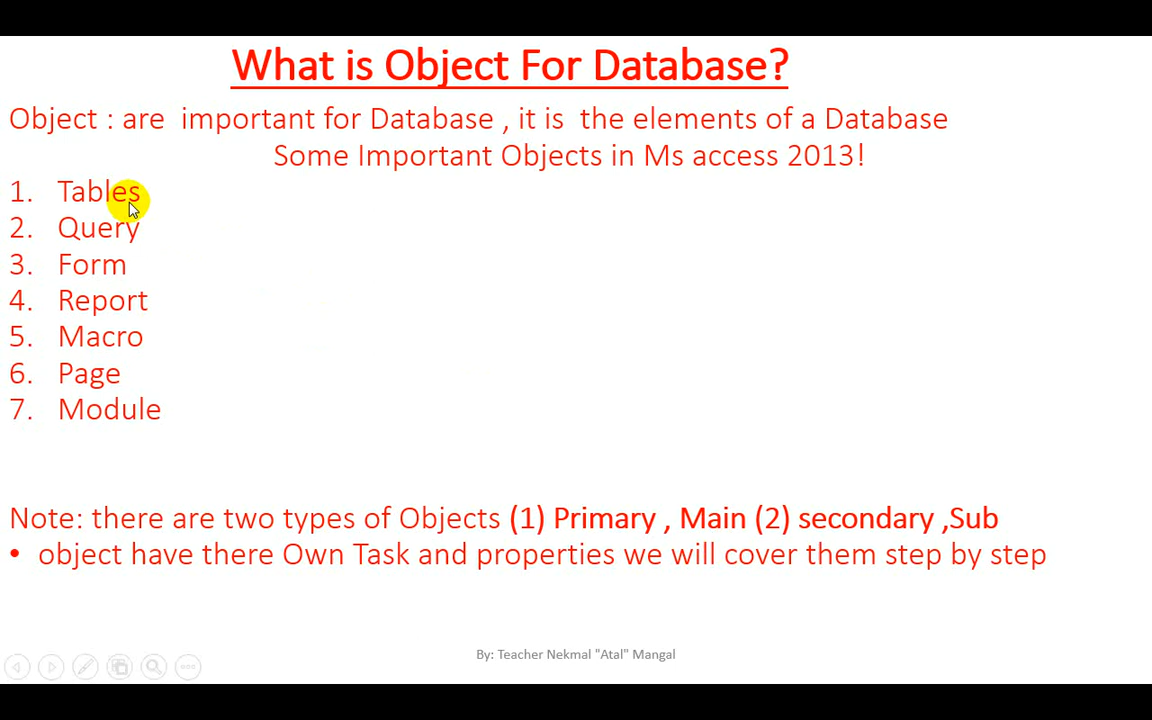 What is Object For Database?
Object : are important for Database , it is the elements of a Database
Some Important Objects in Ms access 2013!
1. Tables
2. Query
3. Form
4. Report
5. Macro
6. Page
7. Module
Note: there are two types of Objects (1) Primary , Main (2) secondary ,Sub
• object have there Own Task and properties we will cover them step by step
By: Teacher Nekmal "Atal" Mangal